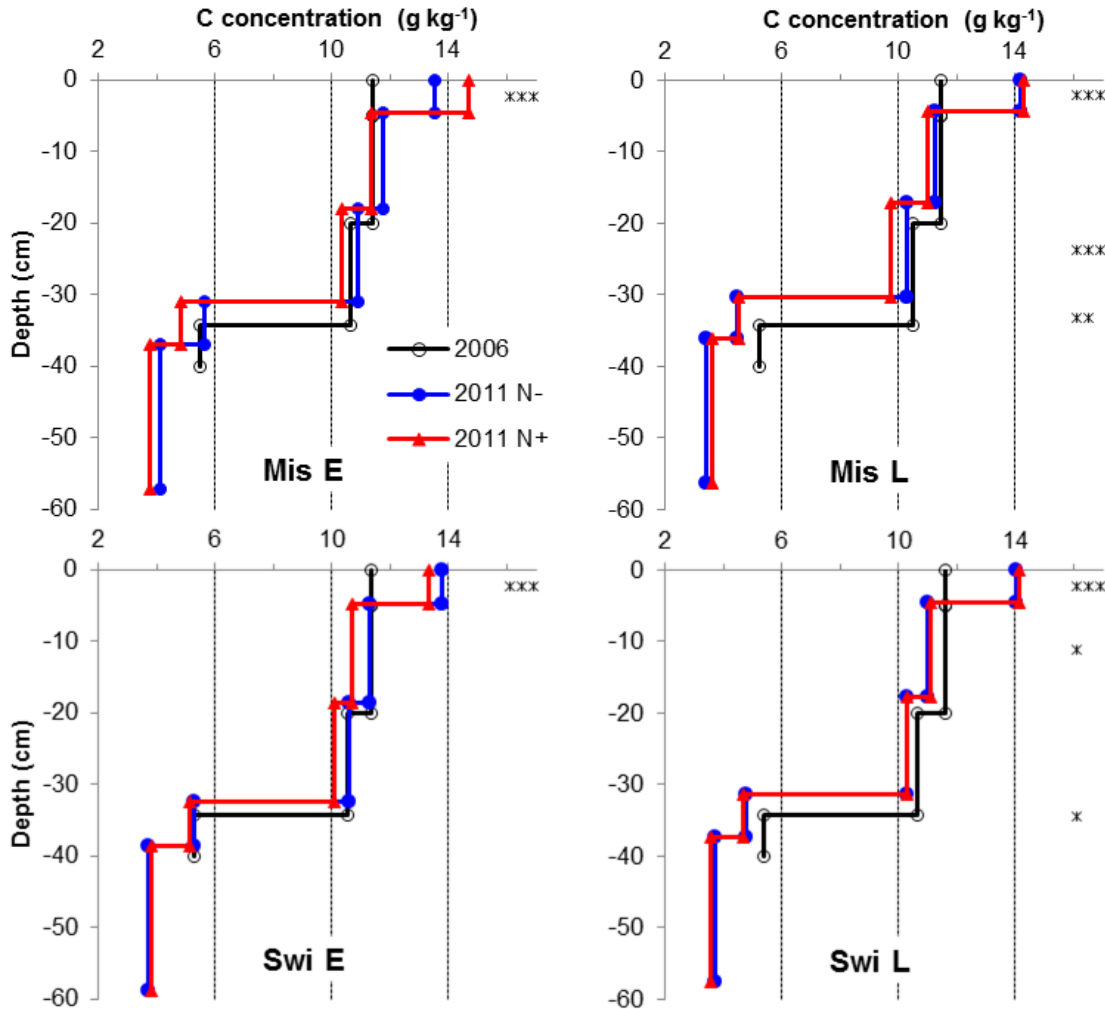 C concentration (g kg-1)
2 6 10 14
0
***
-10
-20
-30
-40
-50
-60
Depth (cm)
2006
2011 N-
2011 N+
Mis E
C concentration (g kg-1)
2 6 10 14
0
***
-10
-20
***
-30
**
-40
-50
-60
Mis L
2 6 10 14
0
***
-10
-20
-30
-40
-50
-60
Depth (cm)
Swi E
2 6 10 14
0
***
-10
*
-20
-30
*
-40
-50
-60
Swi L